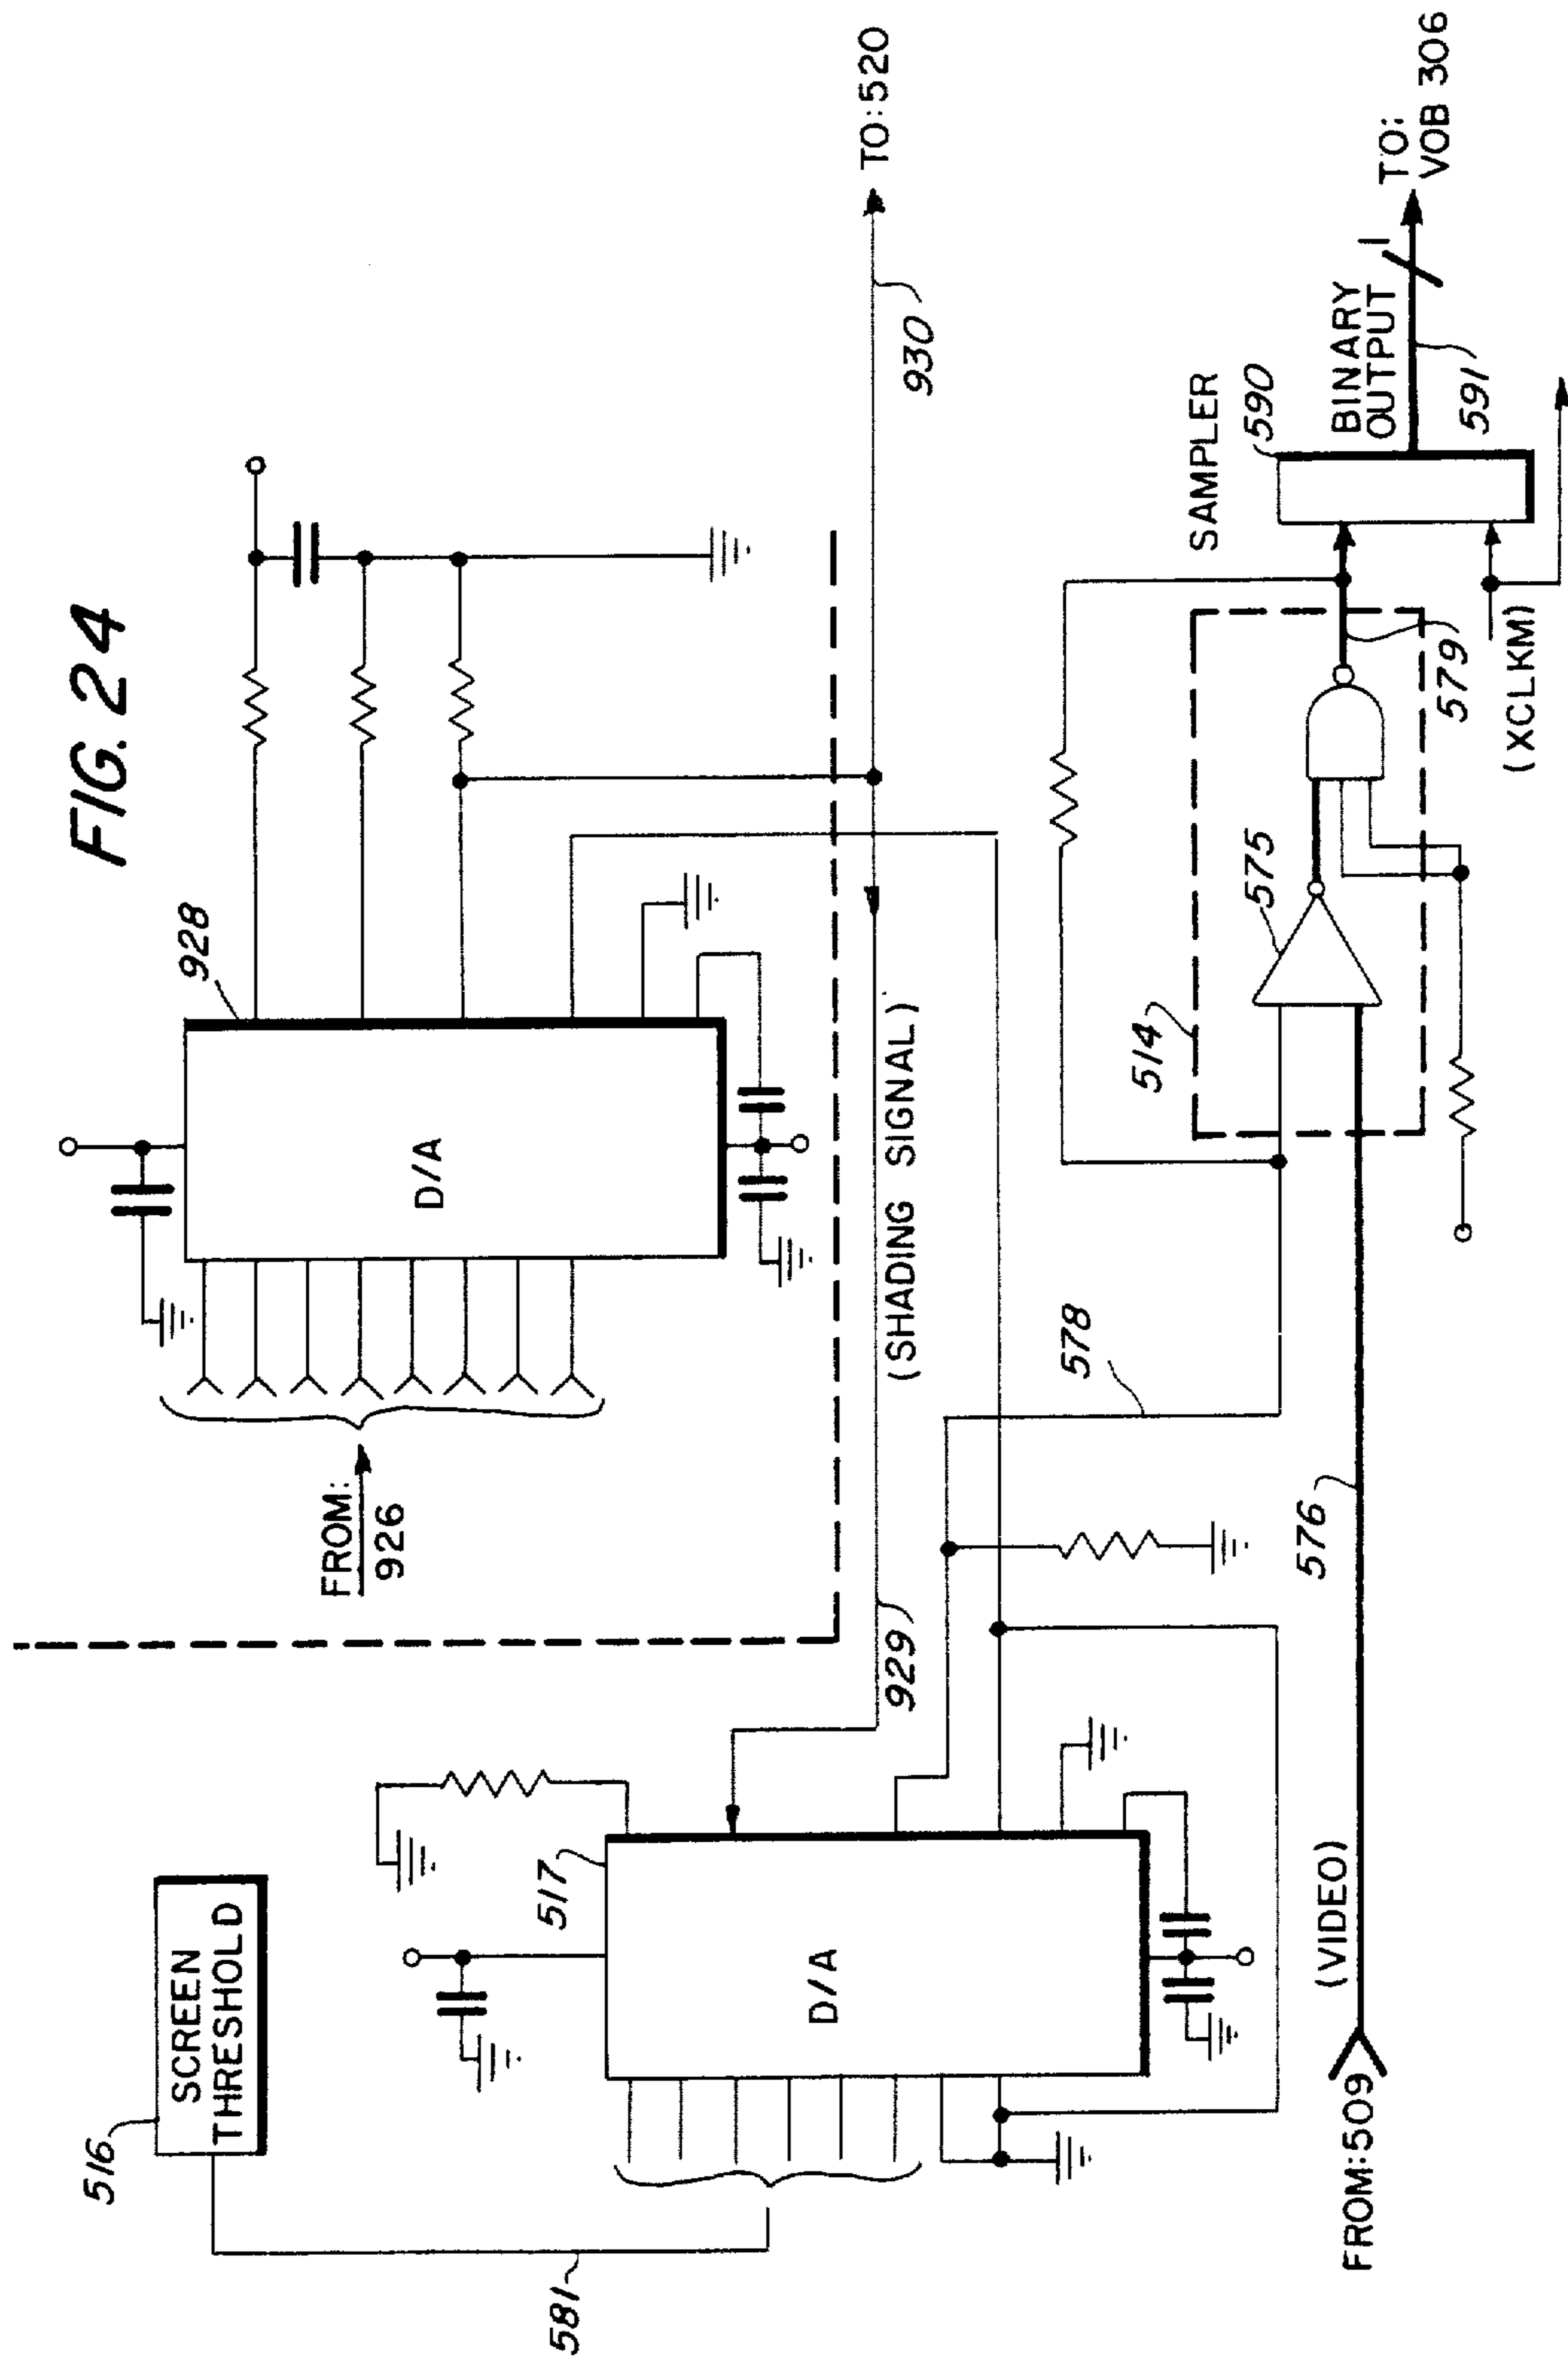 FIG. 24
928
D/A
FROM:
926
TO:520
930
(SHADING SIGNAL)
929
516
SCREEN
THRESHOLD
581
517
D/A
578
514
575
579
SAMPLER
590
BINARY
OUTPUT
1
591
TO:
VOB 306
(XCLKM)
576
(VIDEO)
FROM:509